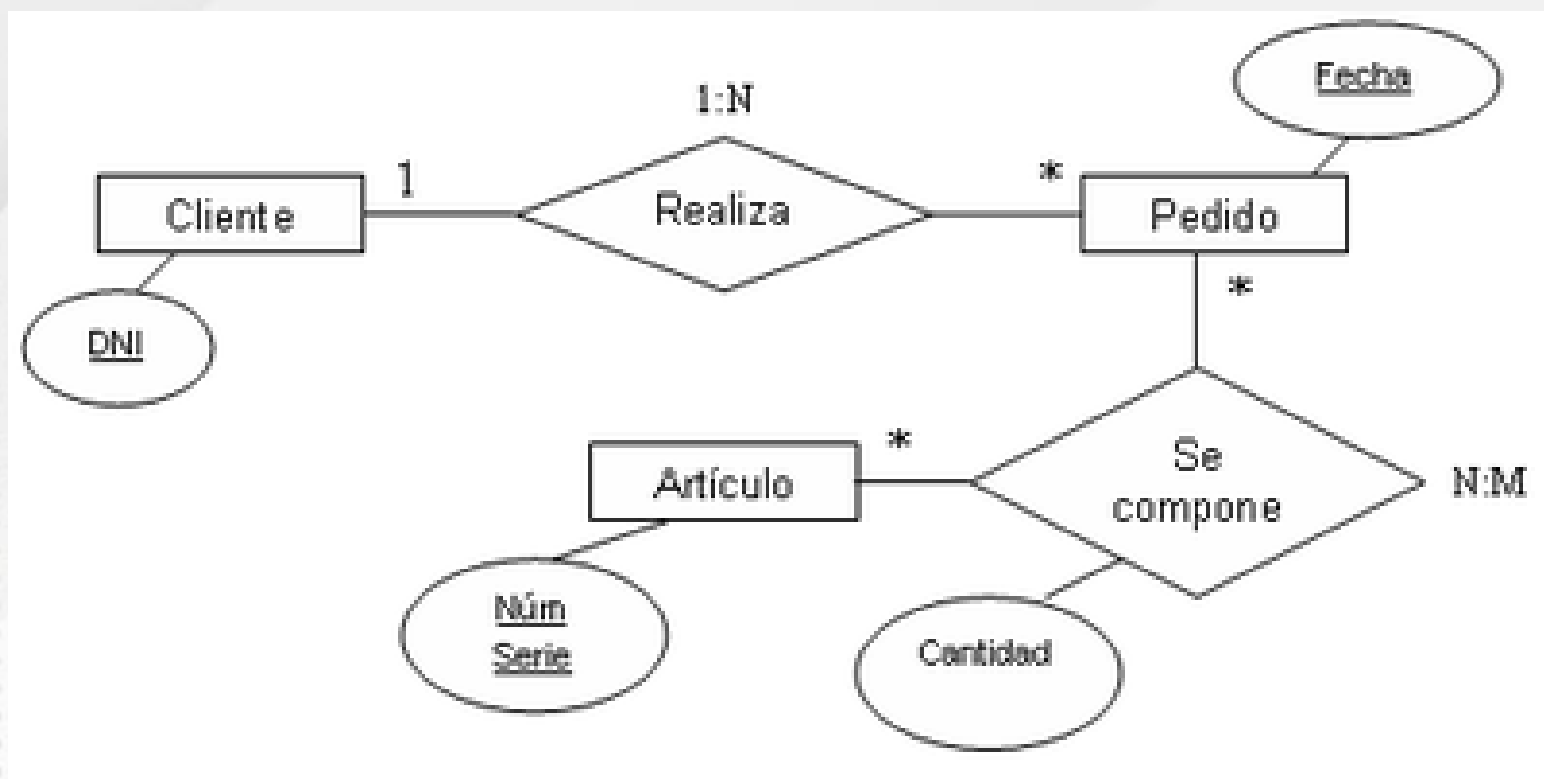 Fecha
1:N
1
*
Cliente
Realiza
Pedido
*
DNI
*
Artículo
Se
compone
N:M
Núm
Serie
Cantidad